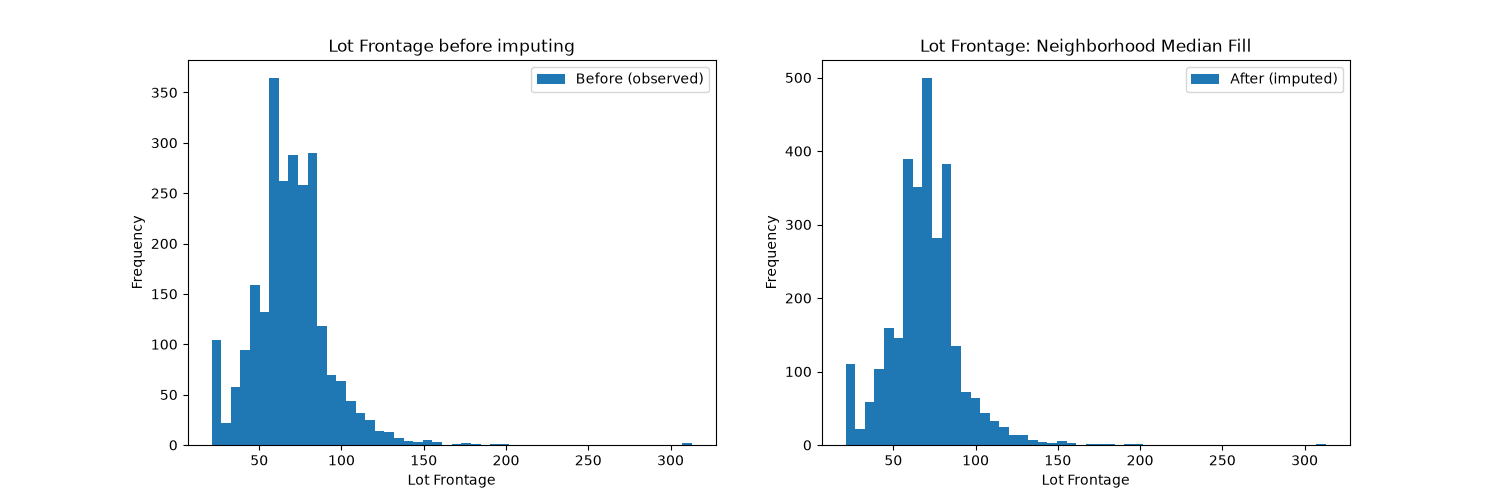 Lot Frontage before imputing
Before (observed)
350
300
250
200
150
100
50
0
Frequency
50 100 150 200 250 300
Lot Frontage
Lot Frontage: Neighborhood Median Fill
After (imputed)
500
400
300
200
100
0
Frequency
50 100 150 200 250 300
Lot Frontage